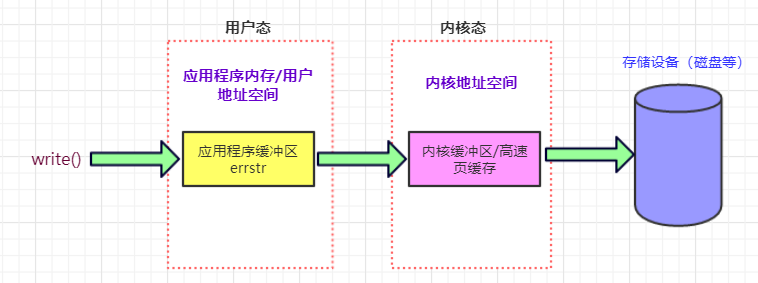 用户态
内核态
应用程序内存/用户
地址空间
内核地址空间
存储设备（磁盘等）
write()
应用程序缓冲区
errstr
内核缓冲区/高速
页缓存